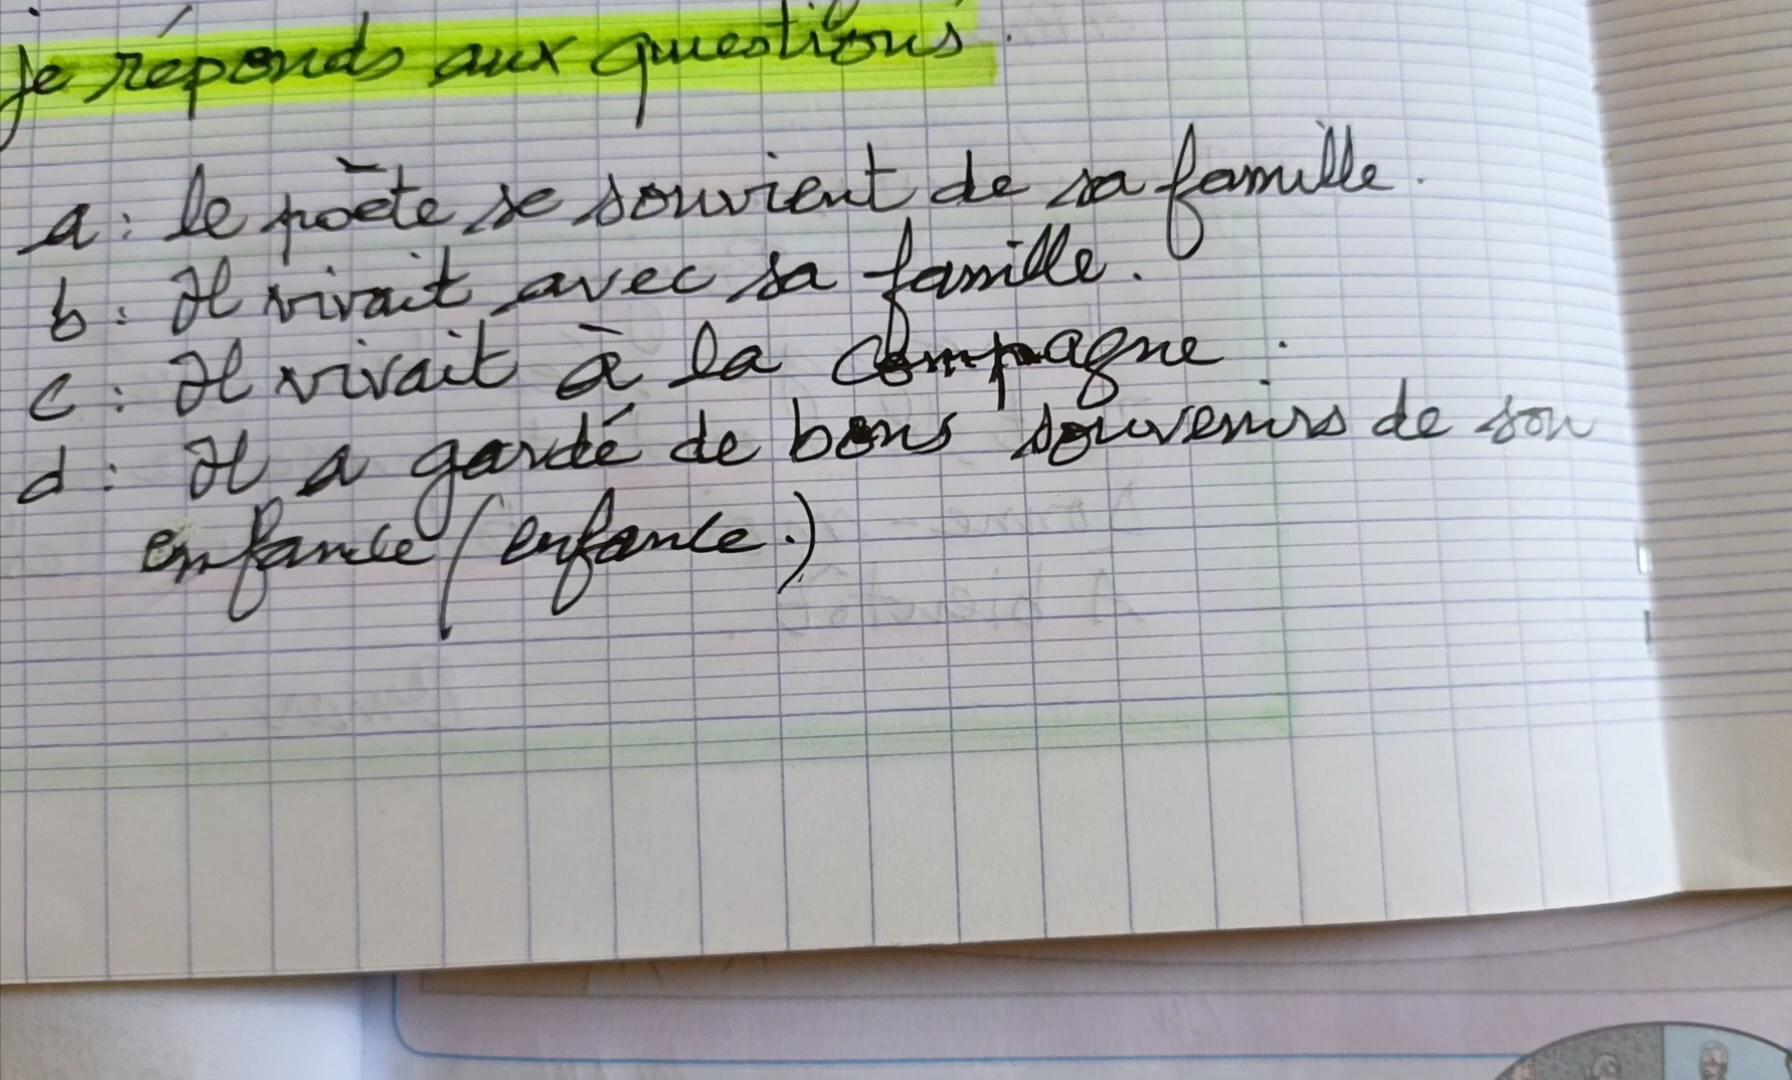 je réponds aux questions.
a: le poète se souvient de sa famille.
b: Il vivait avec sa famille.
c: Il vivait à la compagne.
d: Il a gardé de bons souvenirs de son
enfance (enfance.)